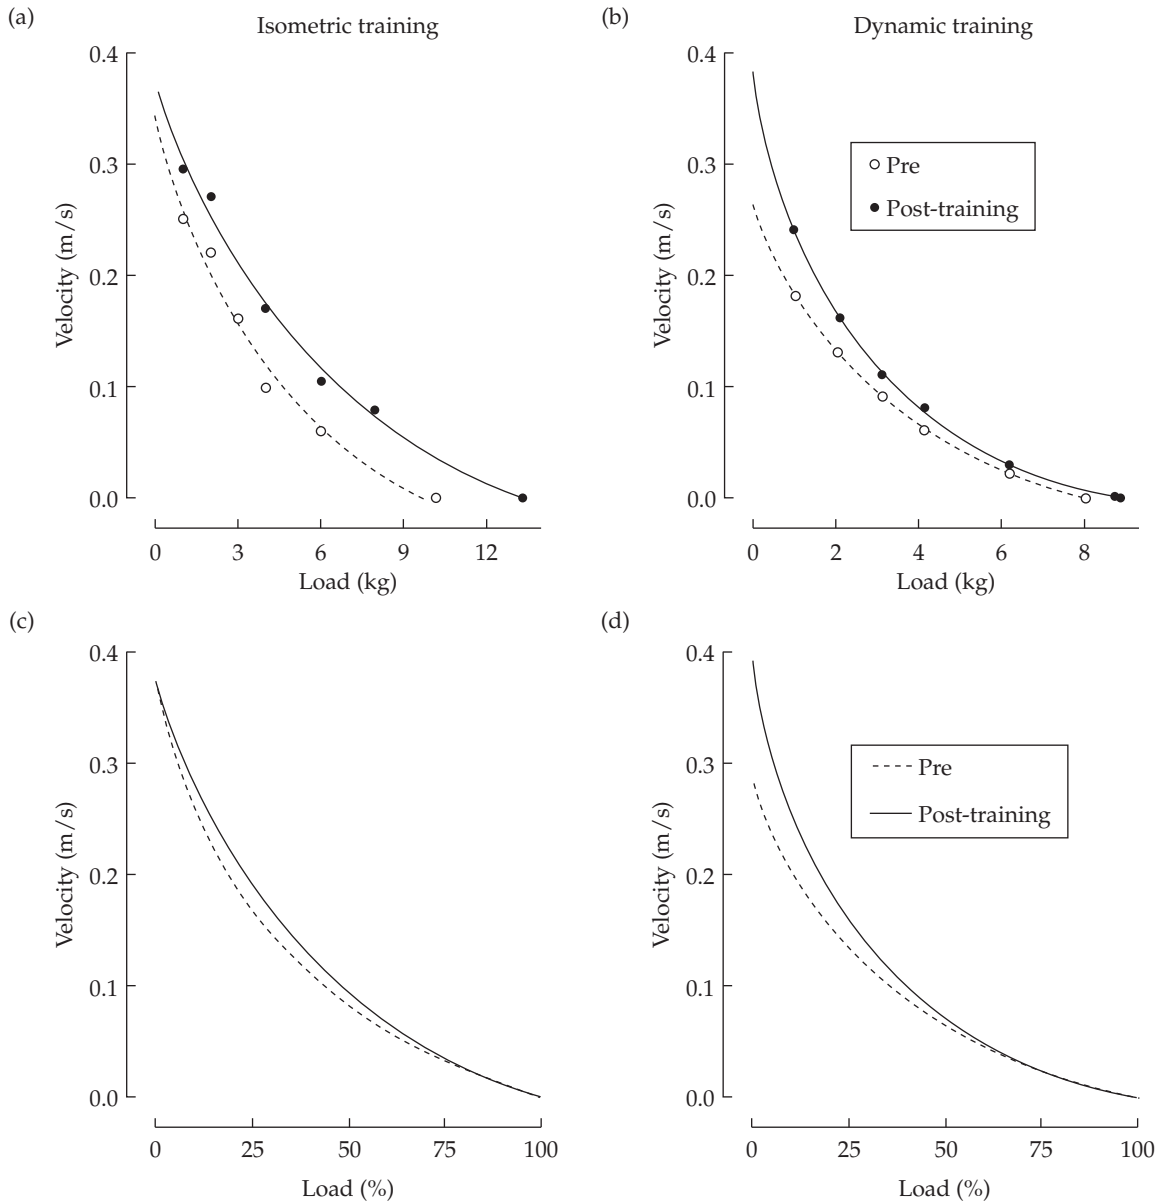 (a)
Isometric training
0.4
0.3
0.2
0.1
0.0
Velocity (m/s)
0 3 6 9 12
Load (kg)
(b)
Dynamic training
0.4
0.3
0.2
0.1
0.0
Velocity (m/s)
Pre
Post-training
0 2 4 6 8
Load (kg)
(c)
0.4
0.3
0.2
0.1
0.0
Velocity (m/s)
0 25 50 75 100
Load (%)
(d)
0.4
0.3
0.2
0.1
0.0
Velocity (m/s)
Pre
Post-training
0 25 50 75 100
Load (%)